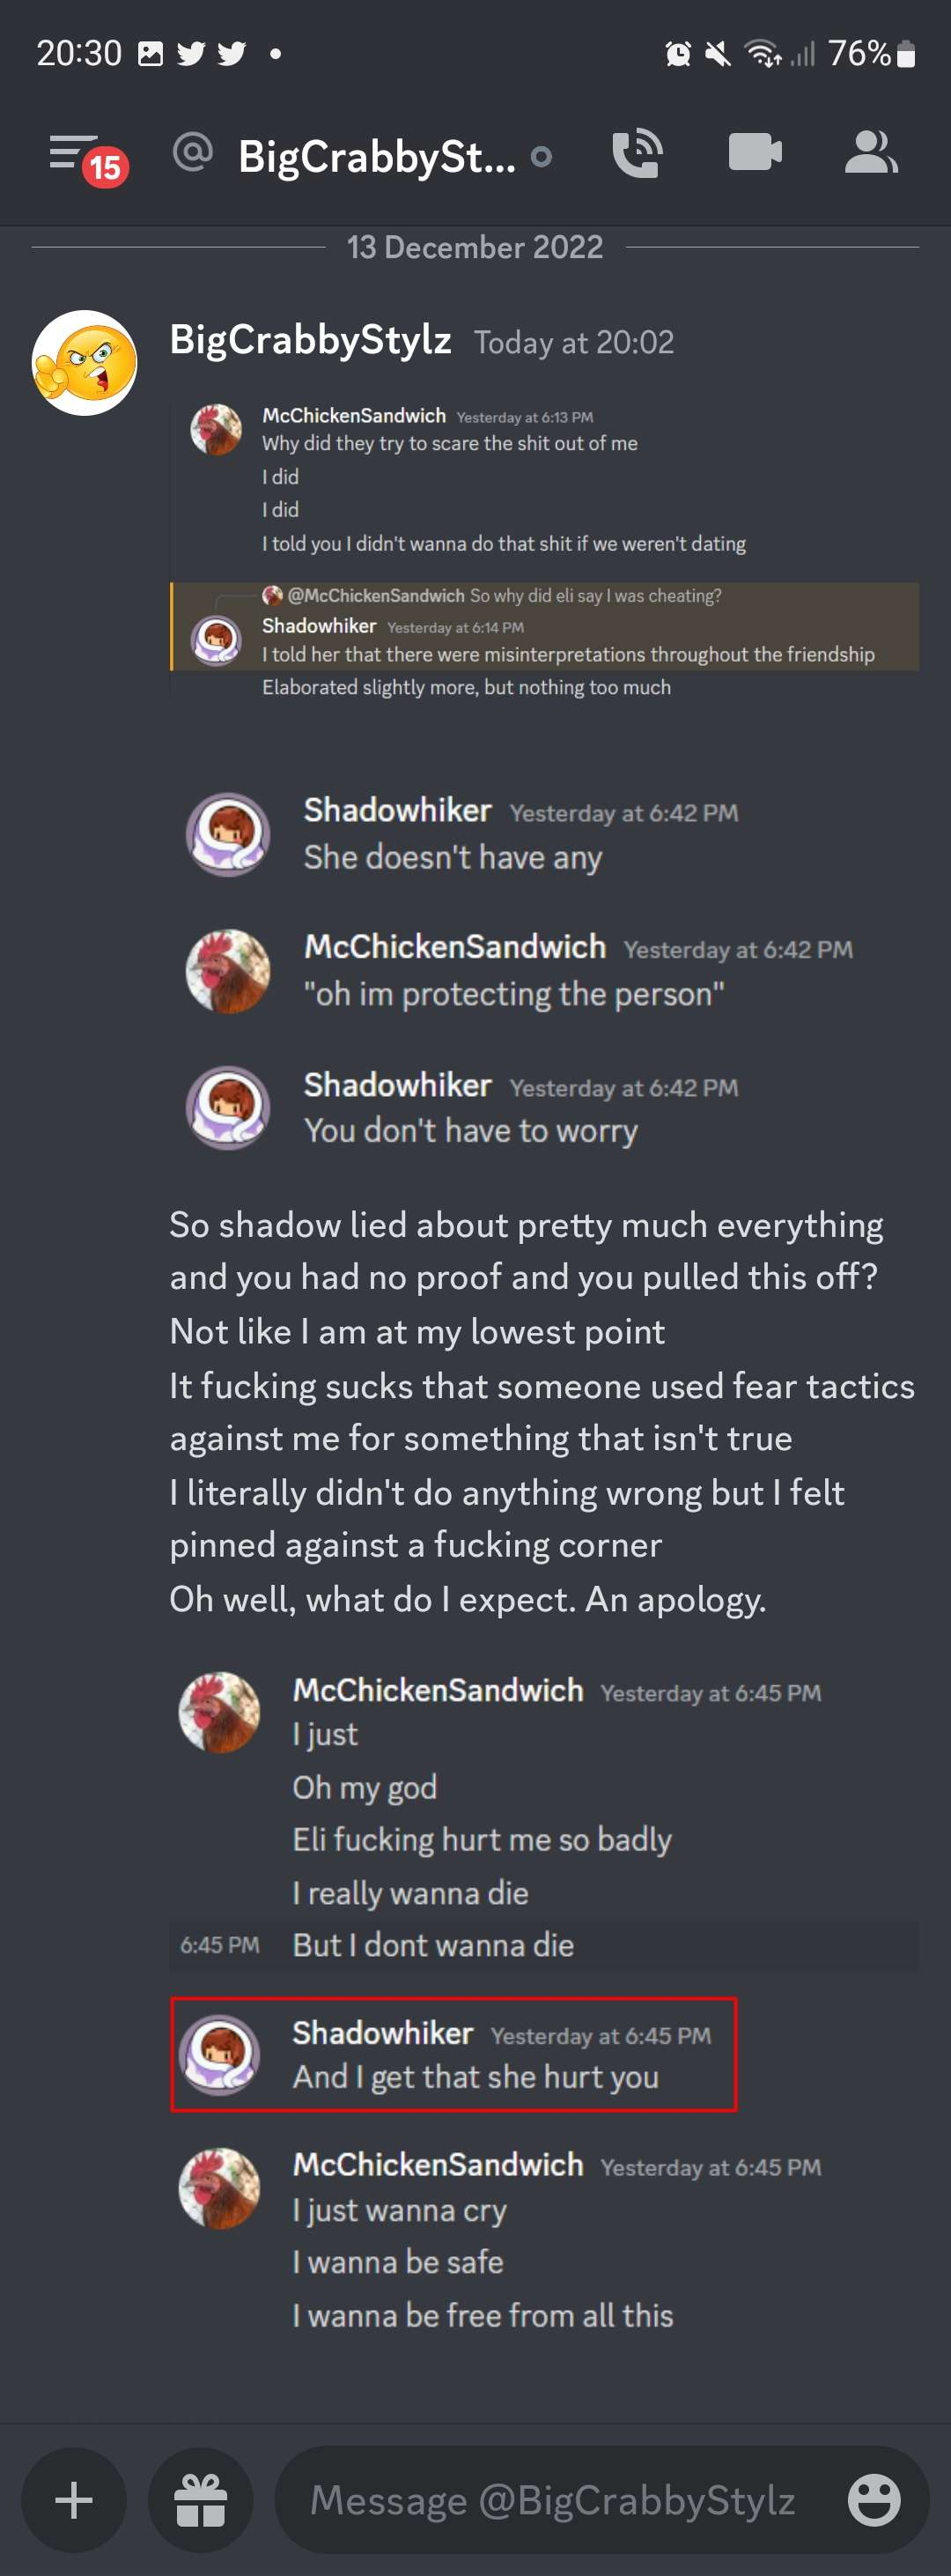 20:30 76%
15 @ BigCrabbySt...
13 December 2022
BigCrabbyStylz Today at 20:02
McChickenSandwich Yesterday at 6:13 PM
Why did they try to scare the shit out of me
I did
I did
I told you I didn't wanna do that shit if we weren't dating
@McChickenSandwich So why did eli say I was cheating?
Shadowhiker Yesterday at 6:14 PM
I told her that there were misinterpretations throughout the friendship
Elaborated slightly more, but nothing too much
Shadowhiker Yesterday at 6:42 PM
She doesn't have any
McChickenSandwich Yesterday at 6:42 PM
"oh im protecting the person"
Shadowhiker Yesterday at 6:42 PM
You don't have to worry
So shadow lied about pretty much everything
and you had no proof and you pulled this off?
Not like I am at my lowest point
It fucking sucks that someone used fear tactics
against me for something that isn't true
I literally didn't do anything wrong but I felt
pinned against a fucking corner
Oh well, what do I expect. An apology.
McChickenSandwich Yesterday at 6:45 PM
I just
Oh my god
Eli fucking hurt me so badly
I really wanna die
6:45 PM But I dont wanna die
Shadowhiker Yesterday at 6:45 PM
And I get that she hurt you
McChickenSandwich Yesterday at 6:45 PM
I just wanna cry
I wanna be safe
I wanna be free from all this
Message @BigCrabbyStylz